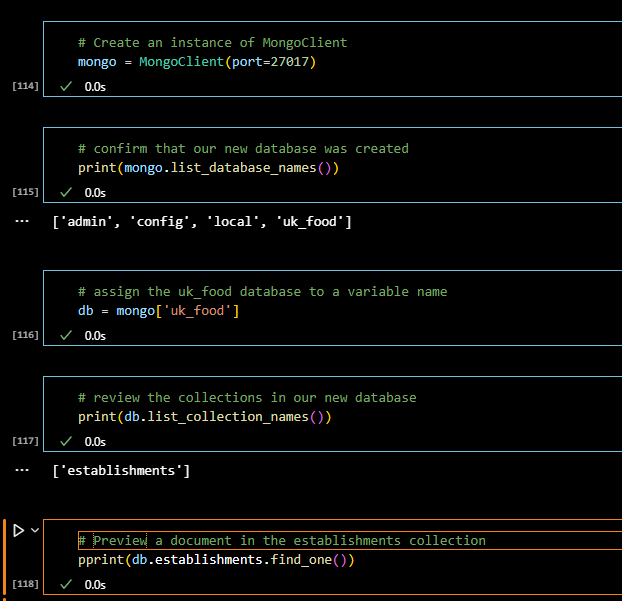 # Create an instance of MongoClient
mongo = MongoClient(port=27017)
[114] 0.0s
# confirm that our new database was created
print(mongo.list_database_names())
[115] 0.0s
... ['admin', 'config', 'local', 'uk_food']
# assign the uk_food database to a variable name
db = mongo['uk_food']
[116] 0.0s
# review the collections in our new database
print(db.list_collection_names())
[117] 0.0s
... ['establishments']
# Preview a document in the establishments collection
pprint(db.establishments.find_one())
[118] 0.0s